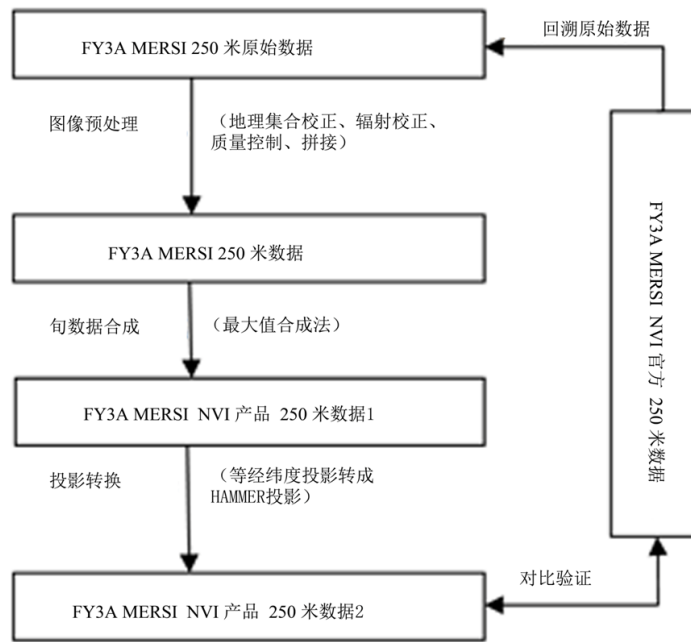 FY3A MERSI 250 米原始数据
回溯原始数据
图像预处理
（地理集合校正、辐射校正、
质量控制、拼接）
FY3A MERSI 250 米数据
旬数据合成
（最大值合成法）
FY3A MERSI NVI 产品 250 米数据1
投影转换
（等经纬度投影转成
HAMMER投影）
FY3A MERSI NVI 产品 250 米数据2
对比验证
FY3A MERSI NVI 官方 250 米数据